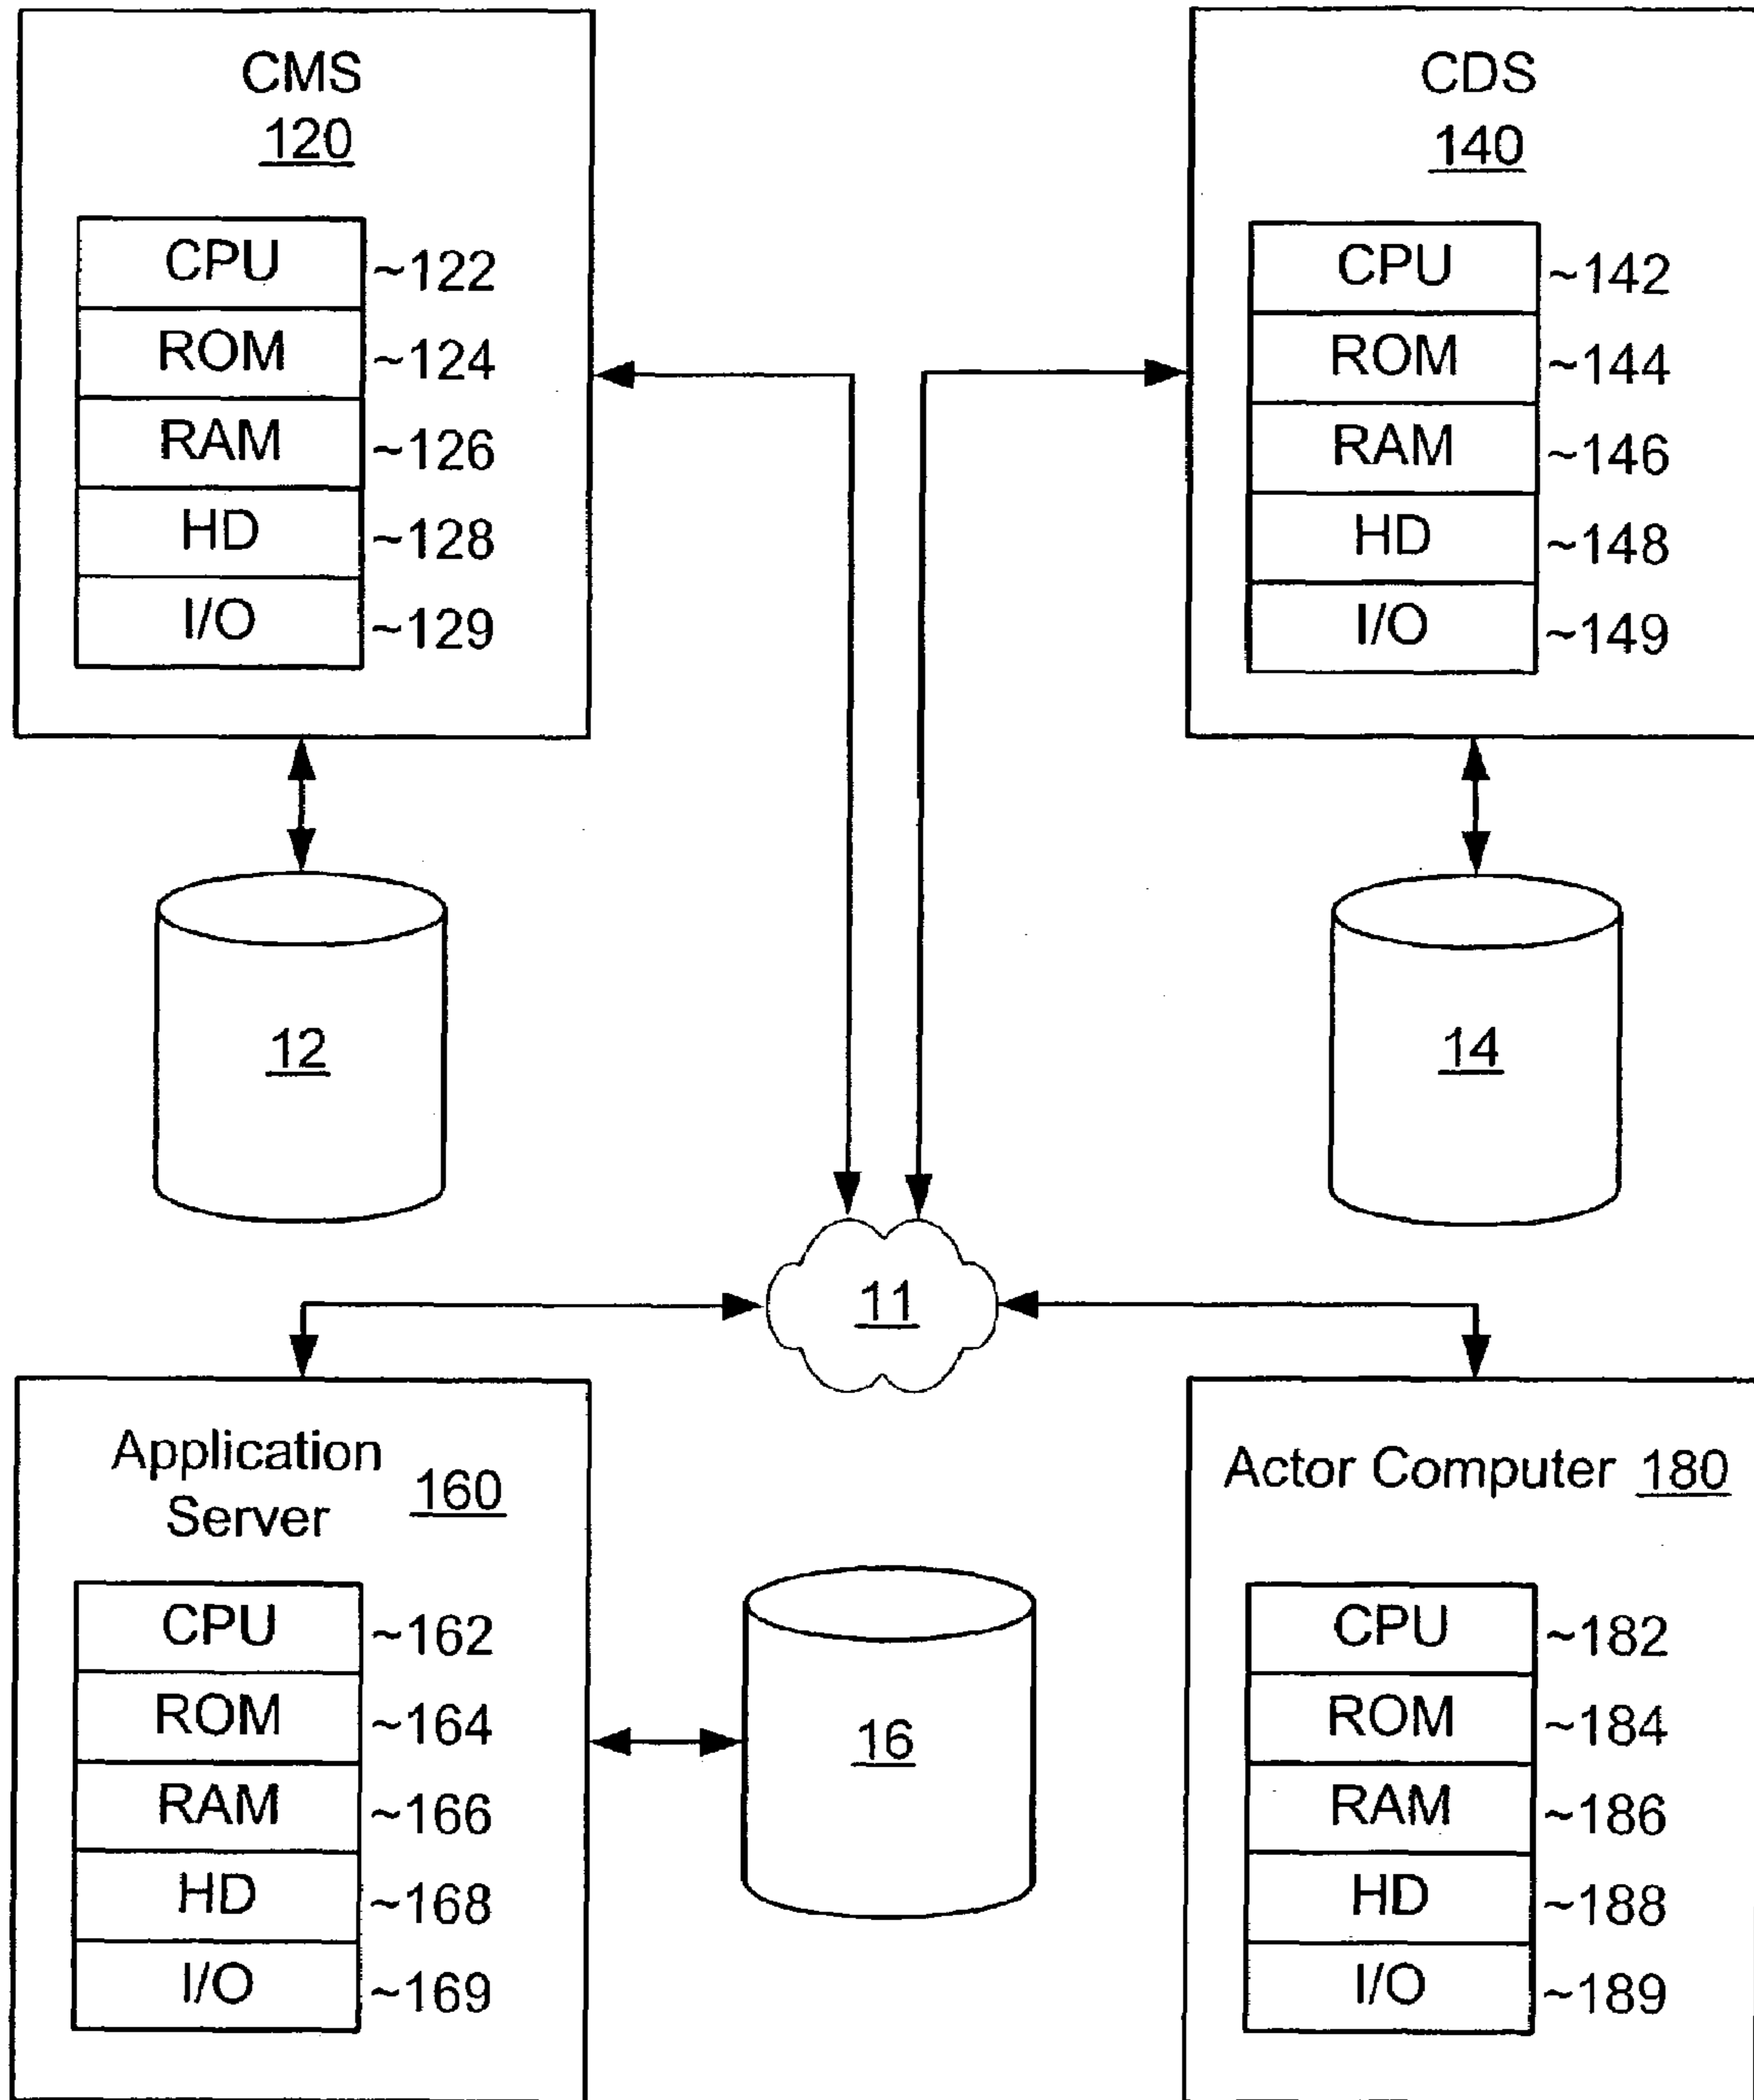 CMS
120
CPU ~122
ROM ~124
RAM ~126
HD ~128
I/O ~129
12
CDS
140
CPU ~142
ROM ~144
RAM ~146
HD ~148
I/O ~149
14
11
Application
Server 160
CPU ~162
ROM ~164
RAM ~166
HD ~168
I/O ~169
16
Actor Computer 180
CPU ~182
ROM ~184
RAM ~186
HD ~188
I/O ~189